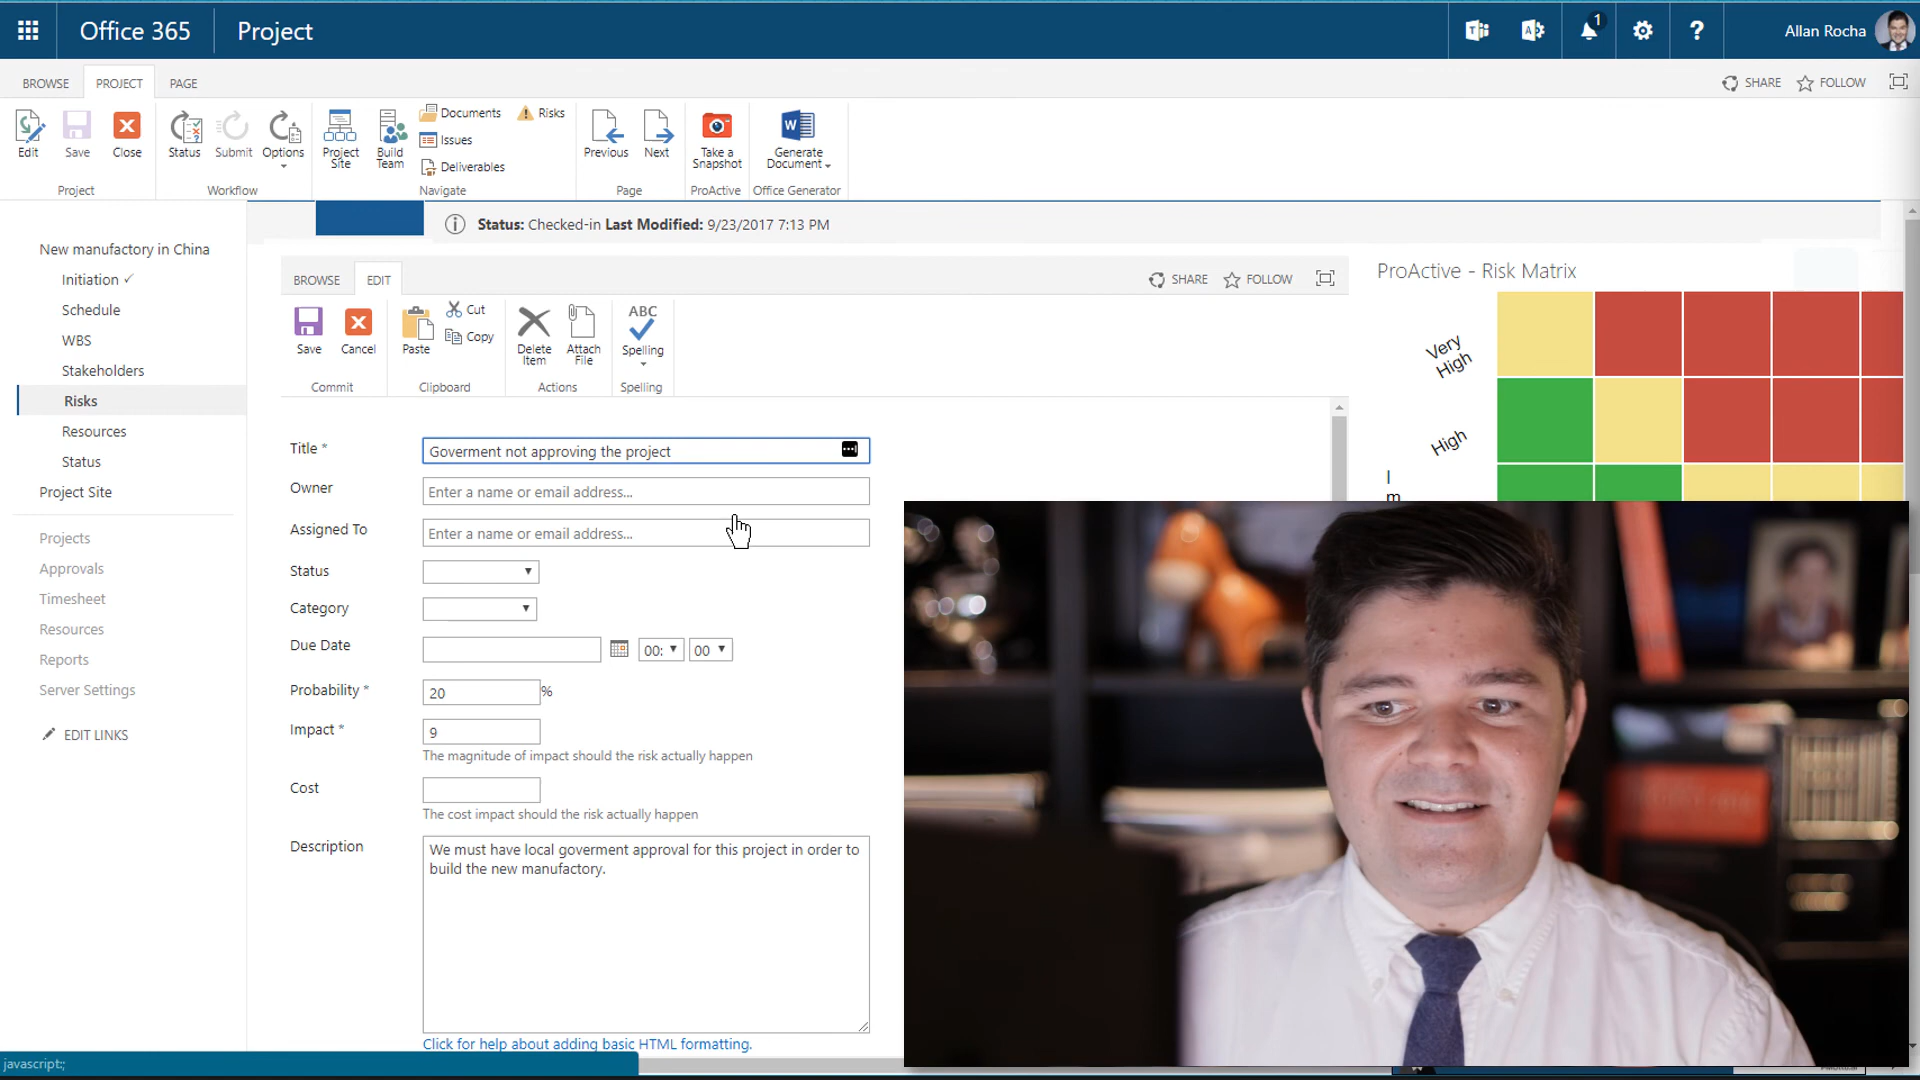 Office 365
Project
1
Allan Rocha
BROWSE
PROJECT
PAGE
SHARE
FOLLOW
Edit
Save
Close
Status
Submit
Options
Project
Site
Build
Team
Documents
Issues
Deliverables
Risks
Previous
Next
Take a
Snapshot
W
Generate
Document
Project
Workflow
Navigate
Page
ProActive
Office Generator
Status: Checked-in Last Modified: 9/23/2017 7:13 PM
New manufactory in China
Initiation
Schedule
WBS
Stakeholders
Risks
Resources
Status
Project Site
Projects
Approvals
Timesheet
Resources
Reports
Server Settings
EDIT LINKS
BROWSE
EDIT
SHARE
FOLLOW
Save
Cancel
Paste
Cut
Copy
Delete
Item
Attach
File
ABC
Spelling
Commit
Clipboard
Actions
Spelling
Title *
Goverment not approving the project
Owner
Enter a name or email address...
Assigned To
Enter a name or email address...
Status
Category
Due Date
00:
00
Probability *
20
%
Impact *
9
The magnitude of impact should the risk actually happen
Cost
The cost impact should the risk actually happen
Description
We must have local goverment approval for this project in order to
build the new manufactory.
Click for help about adding basic HTML formatting.
ProActive - Risk Matrix
Very
High
High
I
m
javascript:;